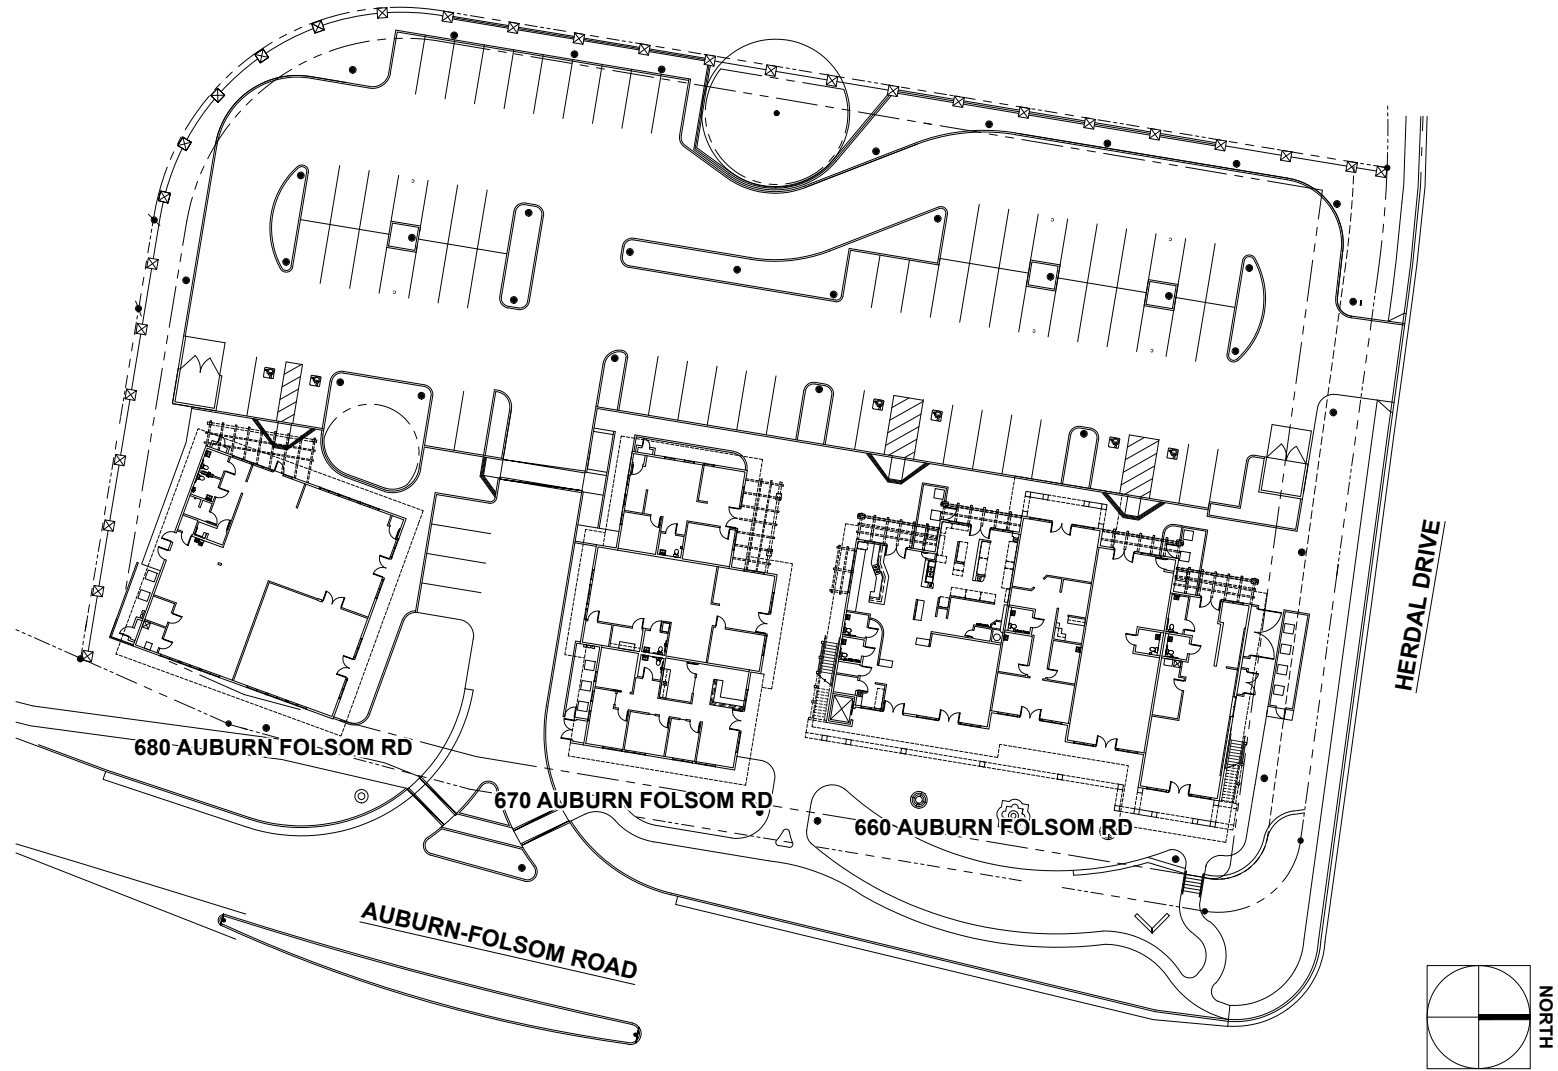 HERDAL DRIVE
680 AUBURN FOLSOM RD
670 AUBURN FOLSOM RD
660 AUBURN FOLSOM RD
AUBURN-FOLSOM ROAD
NORTH